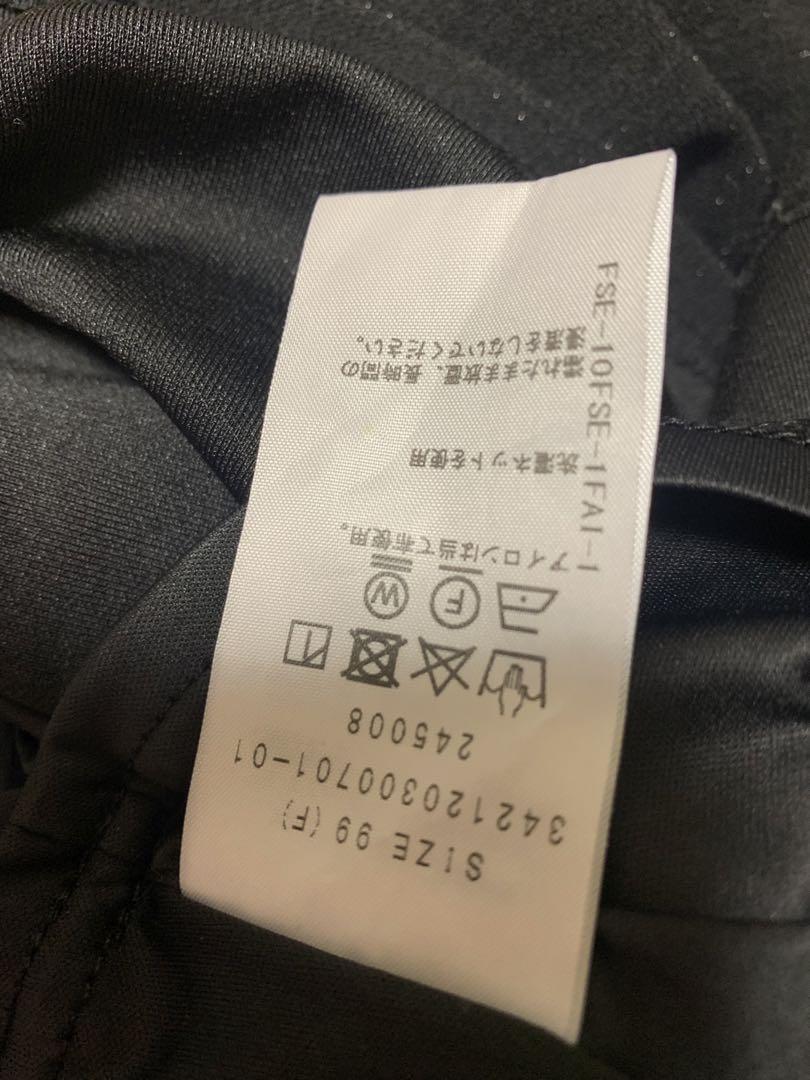 SIZE 99 (F)
342120300701-01
245008
F W
アイロンは当て布使用。
洗濯ネットを使用
濡れたまま放置、長時間の
浸漬をしないでください。
FSE-10FSE-1FAI-1